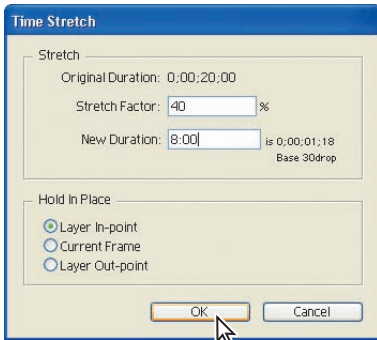 Time Stretch
Stretch
Original Duration: 0;00;20;00
Stretch Factor: 40 %
New Duration: 8:00 is 0;00;01;18
Base 30drop
Hold In Place
Layer In-point
Current Frame
Layer Out-point
OK Cancel